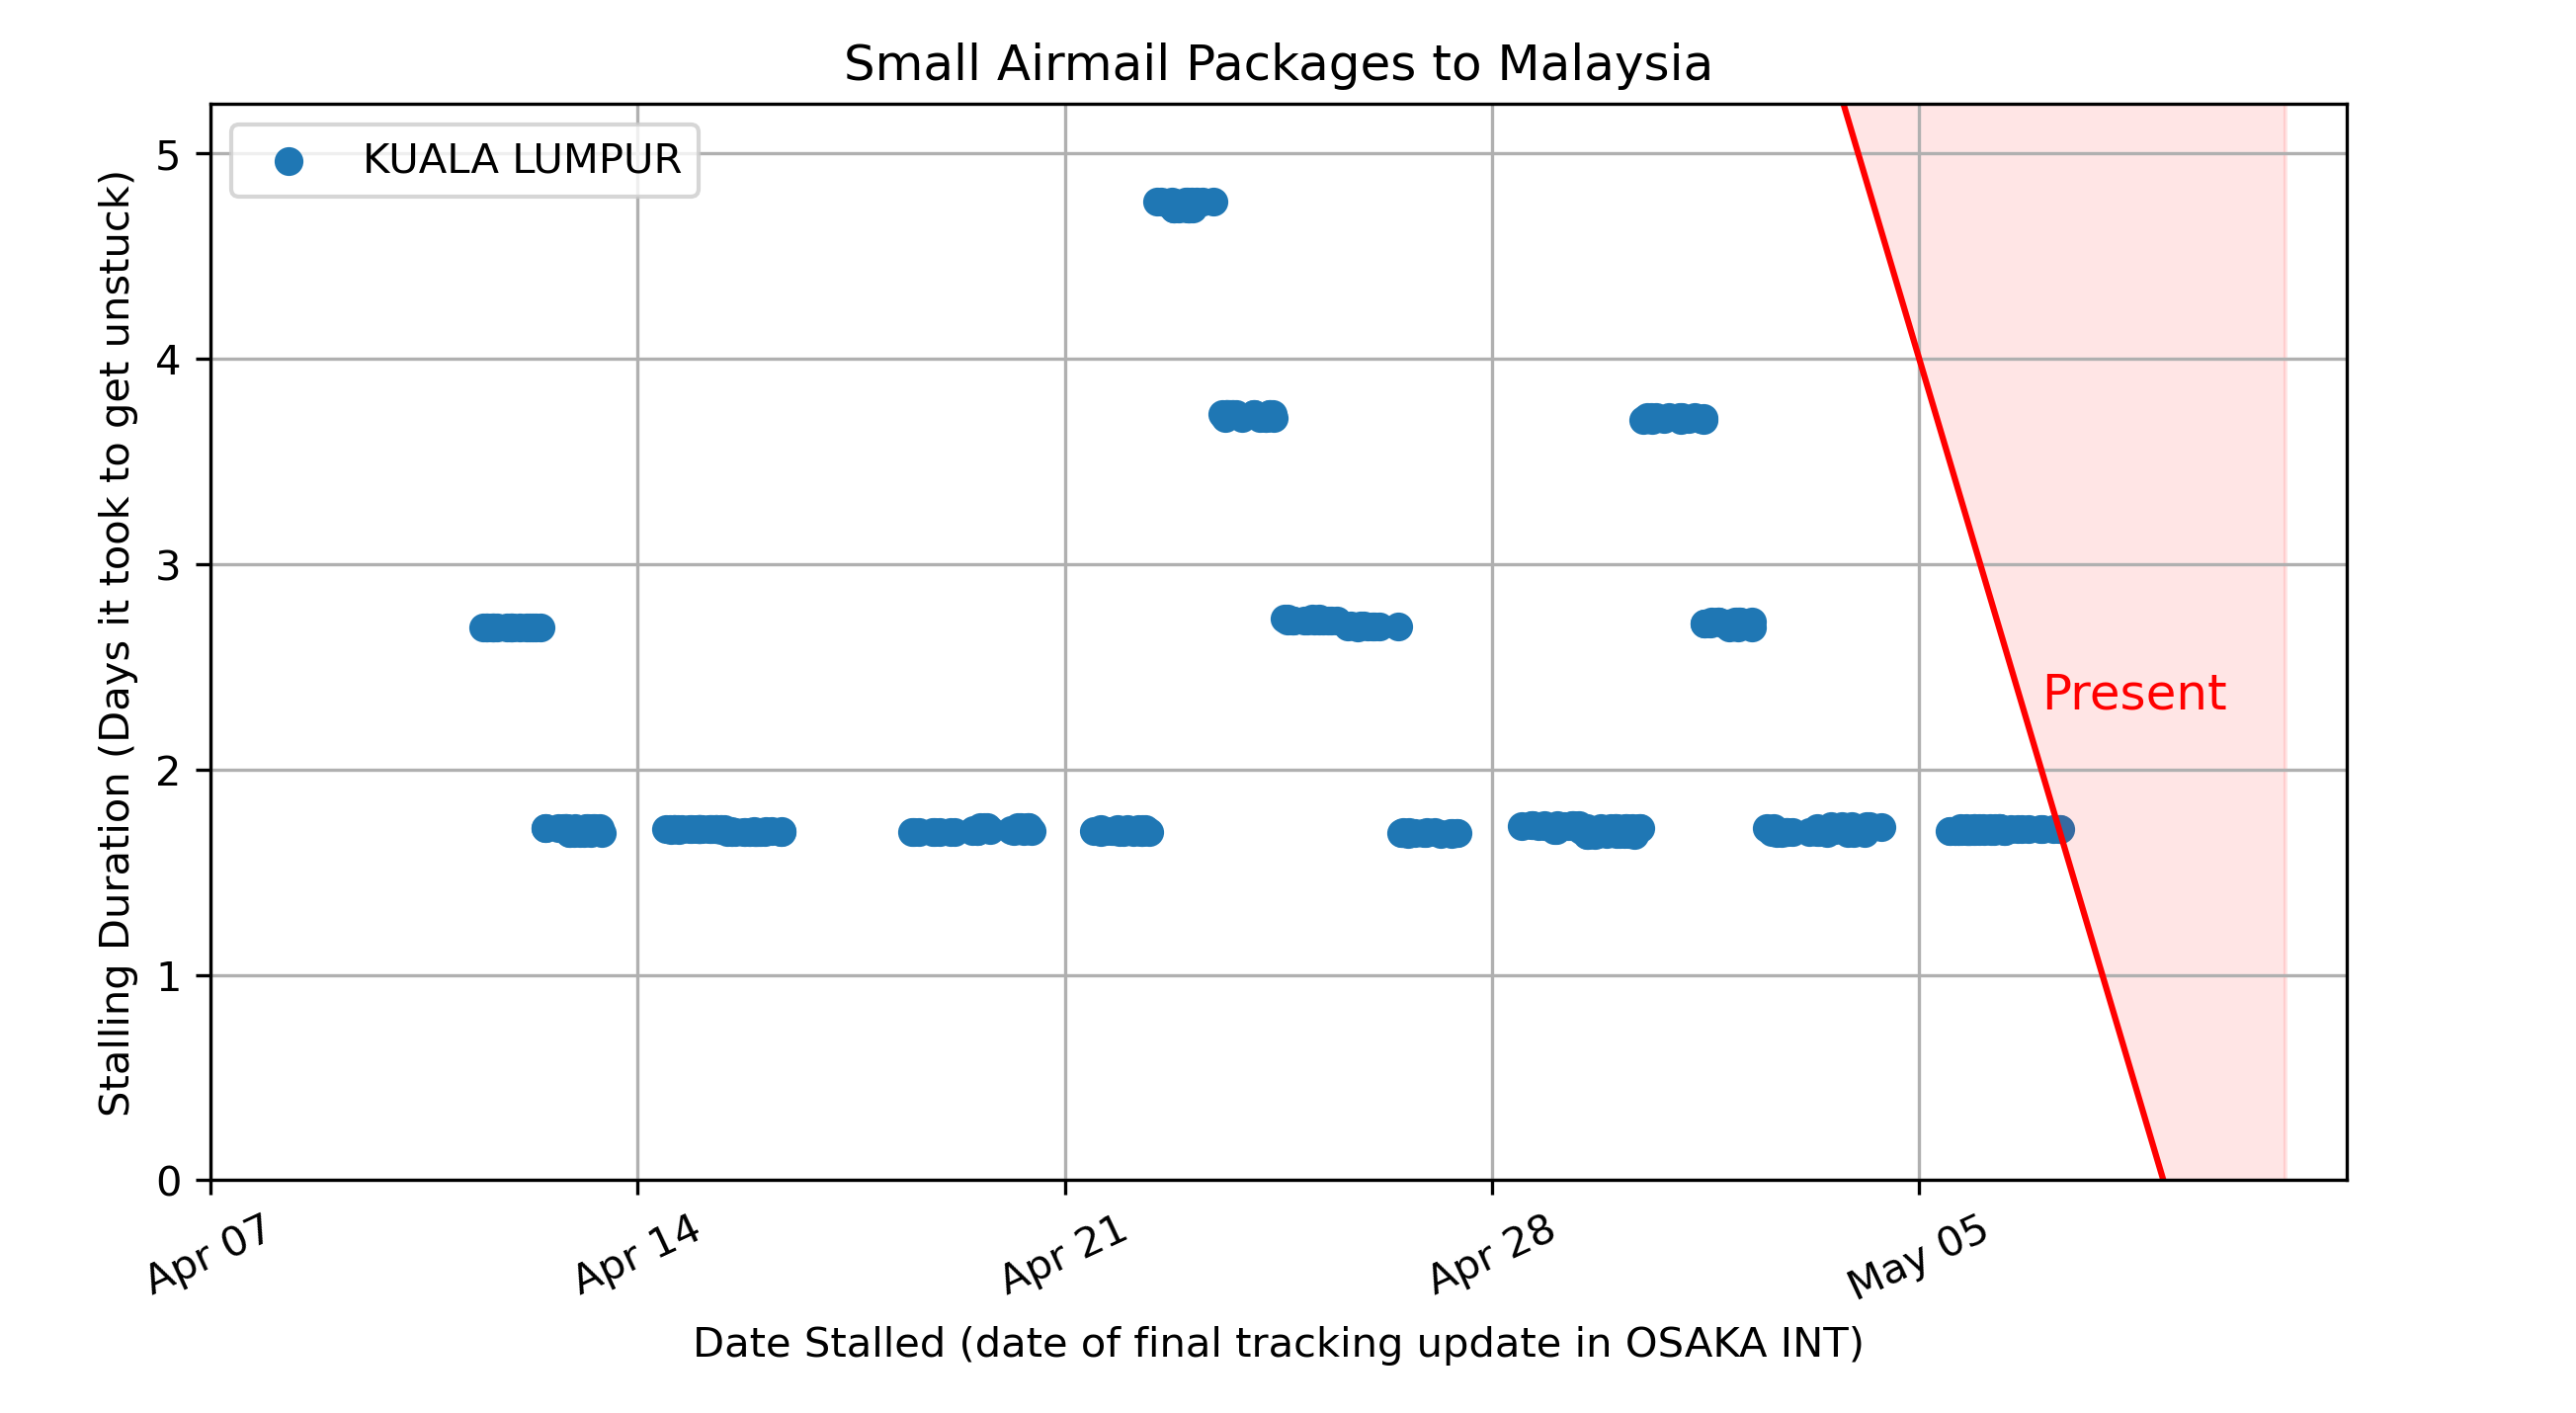 Small Airmail Packages to Malaysia
KUALA LUMPUR
Stalling Duration (Days it took to get unstuck)
5
4
3
2
1
0
Present
Apr 07
Apr 14
Apr 21
Apr 28
May 05
Date Stalled (date of final tracking update in OSAKA INT)